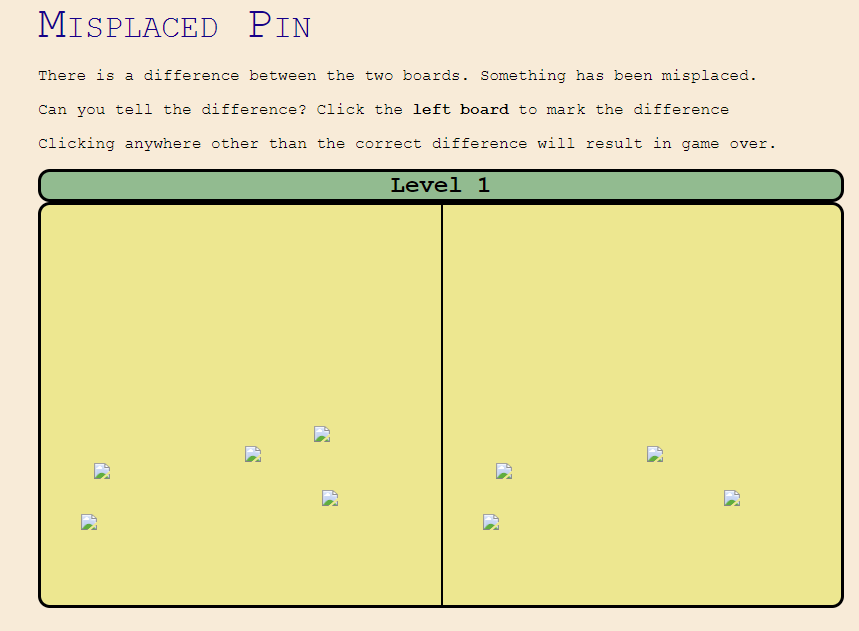 Misplaced Pin
There is a difference between the two boards. Something has been misplaced.
Can you tell the difference? Click the left board to mark the difference
Clicking anywhere other than the correct difference will result in game over.
Level 1